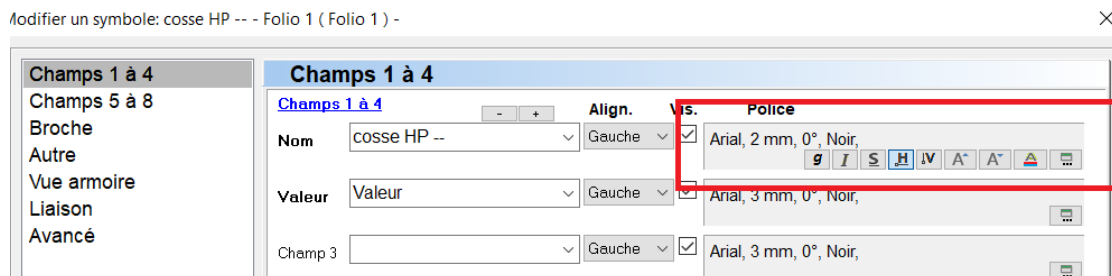 Modifier un symbole: cosse HP -- - Folio 1 ( Folio 1 ) -
Champs 1 à 4
Champs 5 à 8
Broche
Autre
Vue armoire
Liaison
Avancé
Champs 1 à 4
Champs 1 à 4 - + Align. Vis. Police
Nom cosse HP -- Gauche Arial, 2 mm, 0°, Noir,
g I S H IV A A A
Valeur Valeur Gauche Arial, 3 mm, 0°, Noir,
Champ 3 Gauche Arial, 3 mm, 0°, Noir,